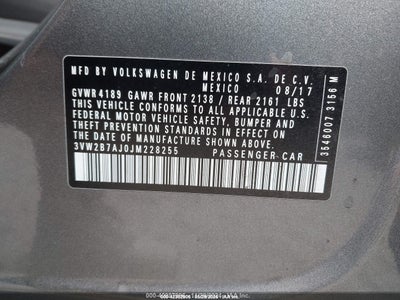 MFD BY VOLKSWAGEN DE MEXICO S.A. DE C.V.
MEXICO 08/17
GVWR 4189 GAWR FRONT 2138 / REAR 2161 LBS
THIS VEHICLE CONFORMS TO ALL APPLICABLE U.S.
FEDERAL MOTOR VEHICLE SAFETY, BUMPER AND
THEFT PREVENTION STANDARDS IN EFFECT ON
THE DATE OF MANUFACTURE SHOWN ABOVE.
3VW2B7AJ0JM228255 PASSENGER CAR
3546007 3156 M